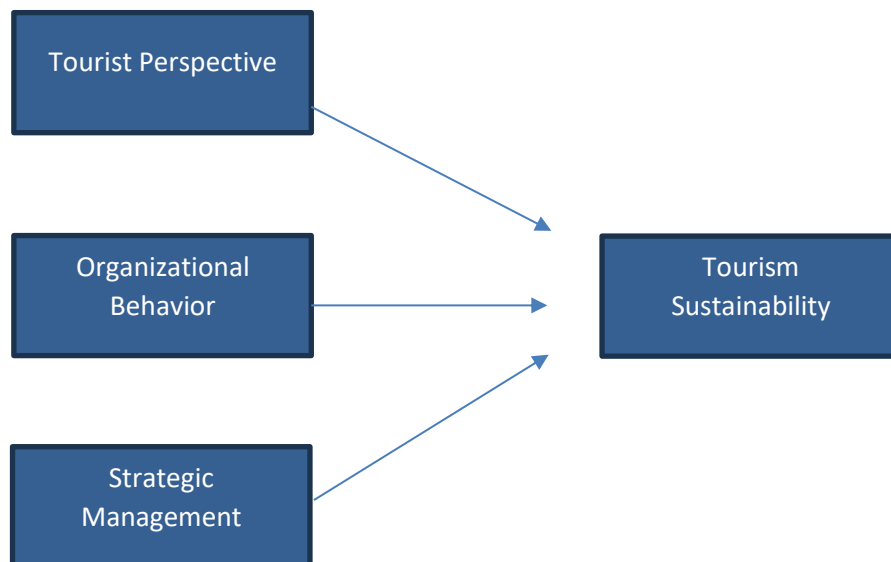 Tourist Perspective
Organizational
Behavior
Tourism
Sustainability
Strategic
Management